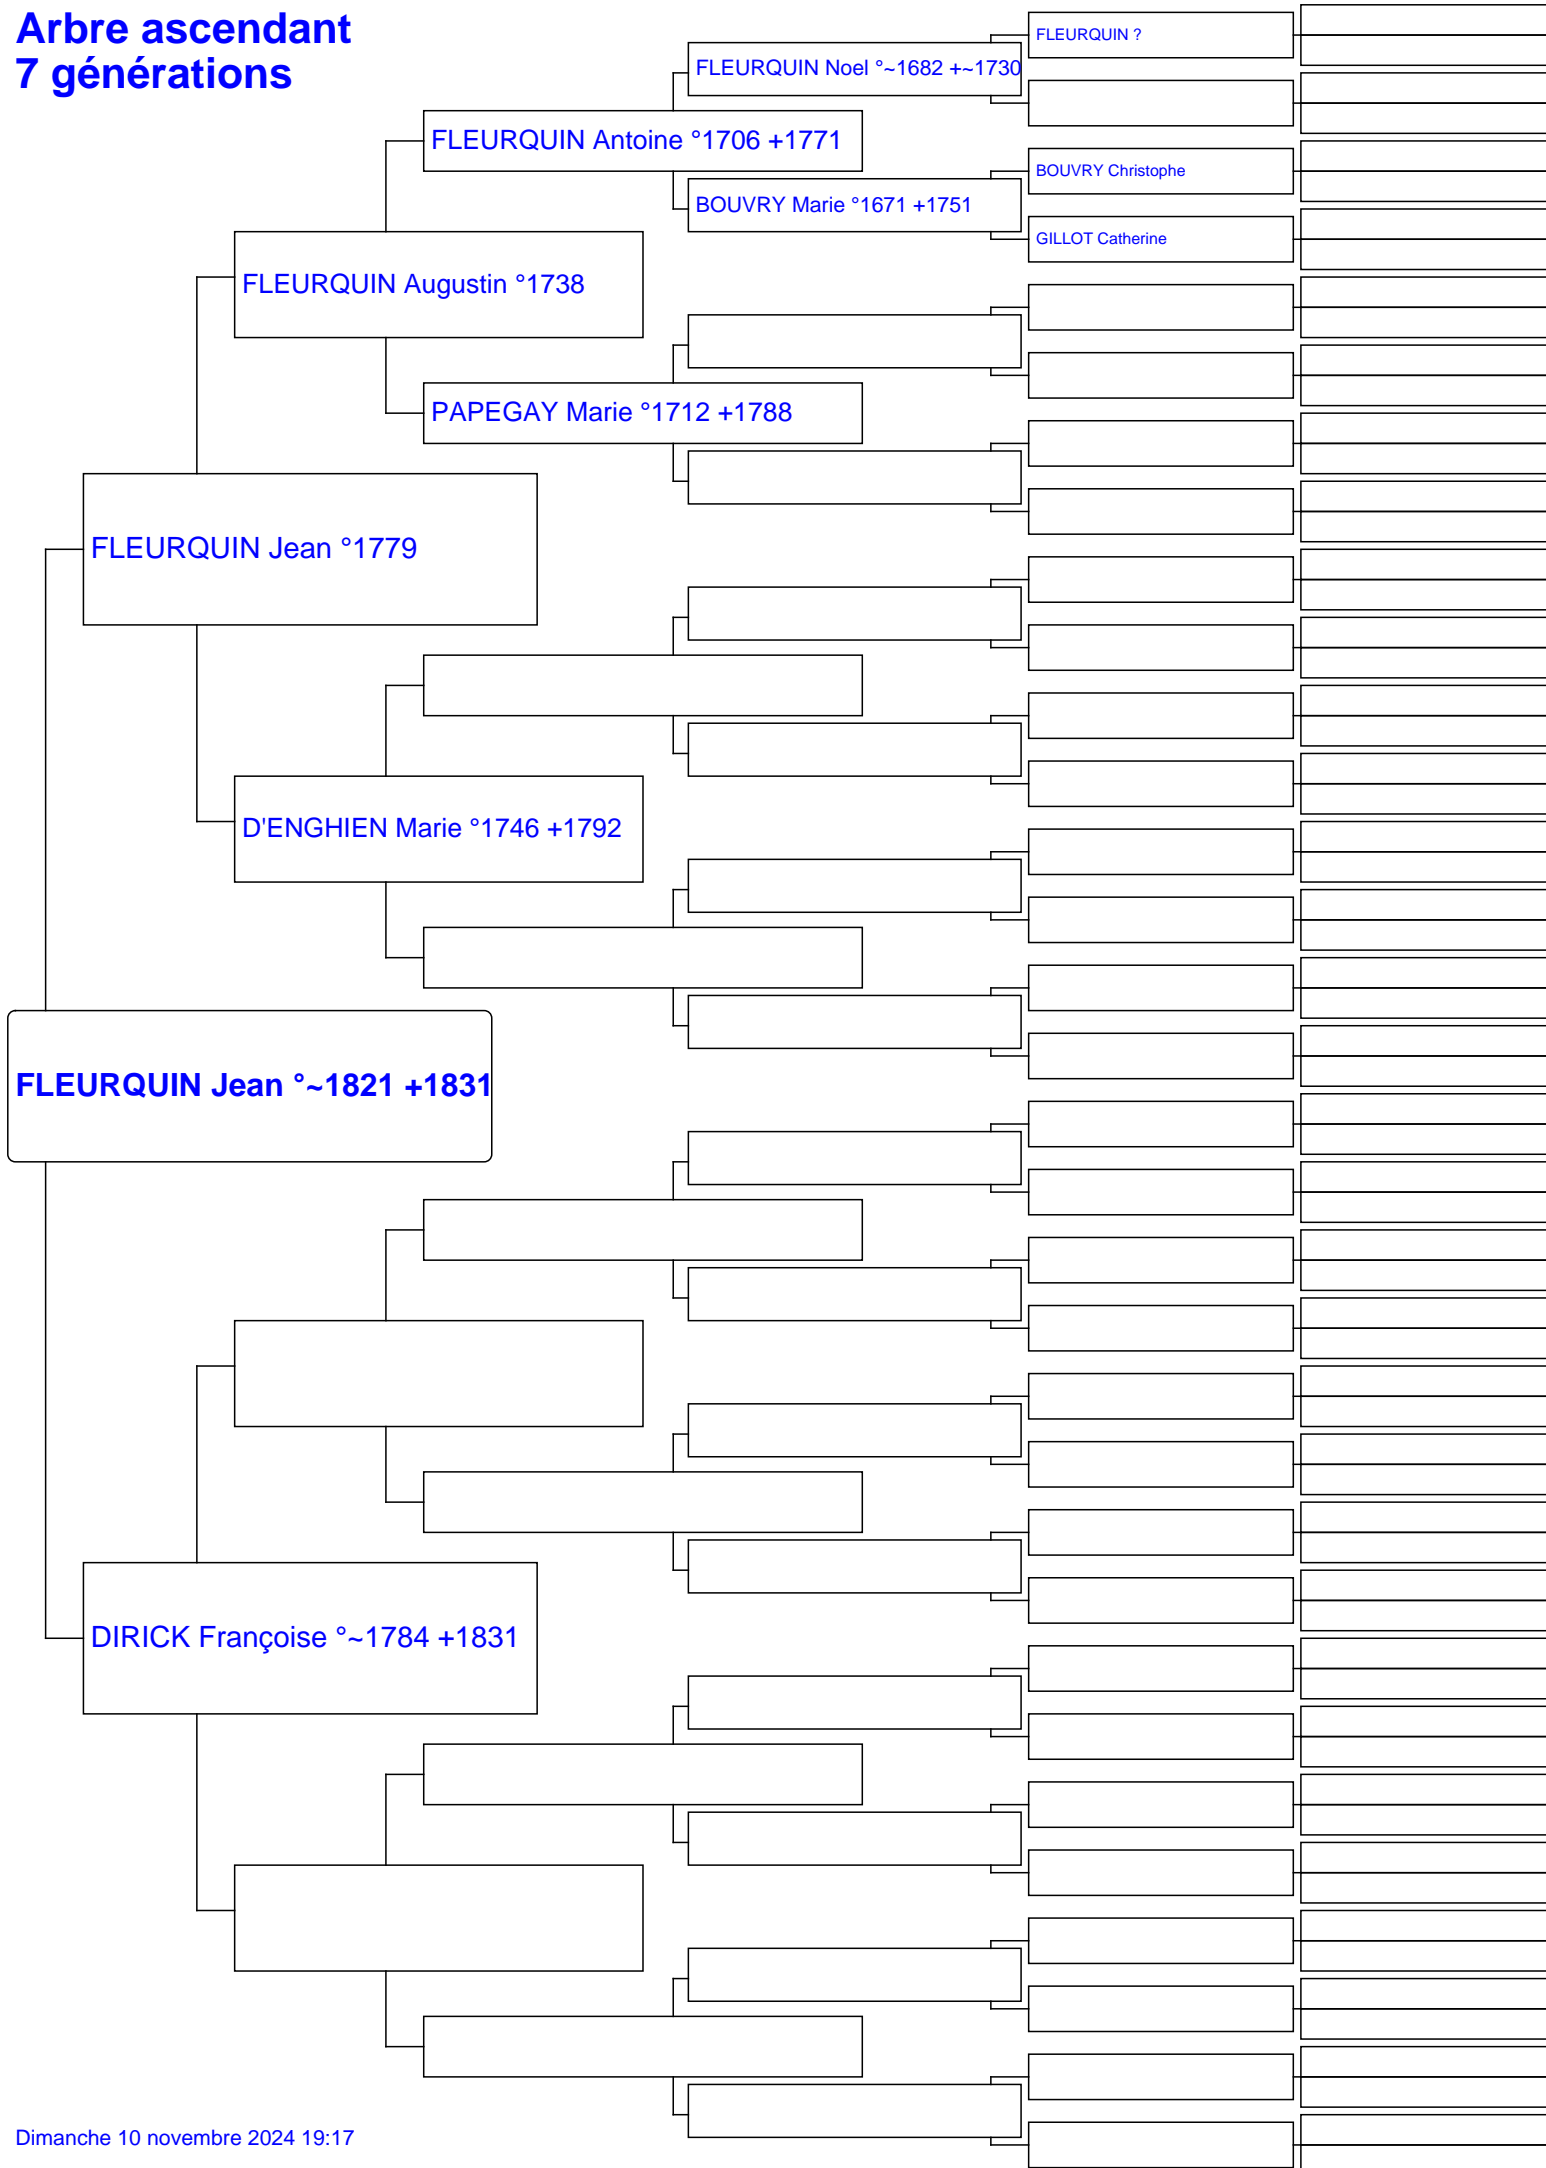 Arbre ascendant
7 générations
FLEURQUIN ?
FLEURQUIN Noel °~1682 +~1730
FLEURQUIN Antoine °1706 +1771
BOUVRY Christophe
BOUVRY Marie °1671 +1751
GILLOT Catherine
FLEURQUIN Augustin °1738
PAPEGAY Marie °1712 +1788
FLEURQUIN Jean °1779
D'ENGHIEN Marie °1746 +1792
FLEURQUIN Jean °~1821 +1831
DIRICK Françoise °~1784 +1831
Dimanche 10 novembre 2024 19:17